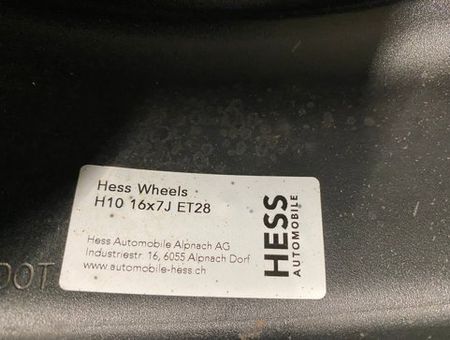 Hess Wheels
H10 16x7J ET28
Hess Automobile Alpnach AG
Industriestr 16, 6055 Alpnach Dorf
www.automobile-hess.ch
HESS
AUTOMOBILE
DOT